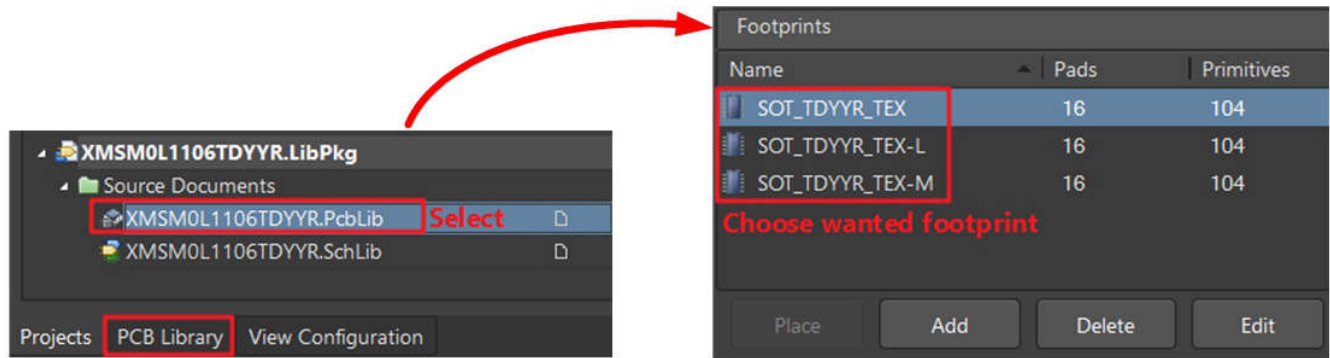 XMSM0L1106TDYYR.LibPkg
Source Documents
XMSM0L1106TDYYR.PcbLib Select
XMSM0L1106TDYYR.SchLib
Projects PCB Library View Configuration
Footprints
Name Pads Primitives
SOT_TDYYR_TEX 16 104
SOT_TDYYR_TEX-L 16 104
SOT_TDYYR_TEX-M 16 104
Choose wanted footprint
Place Add Delete Edit